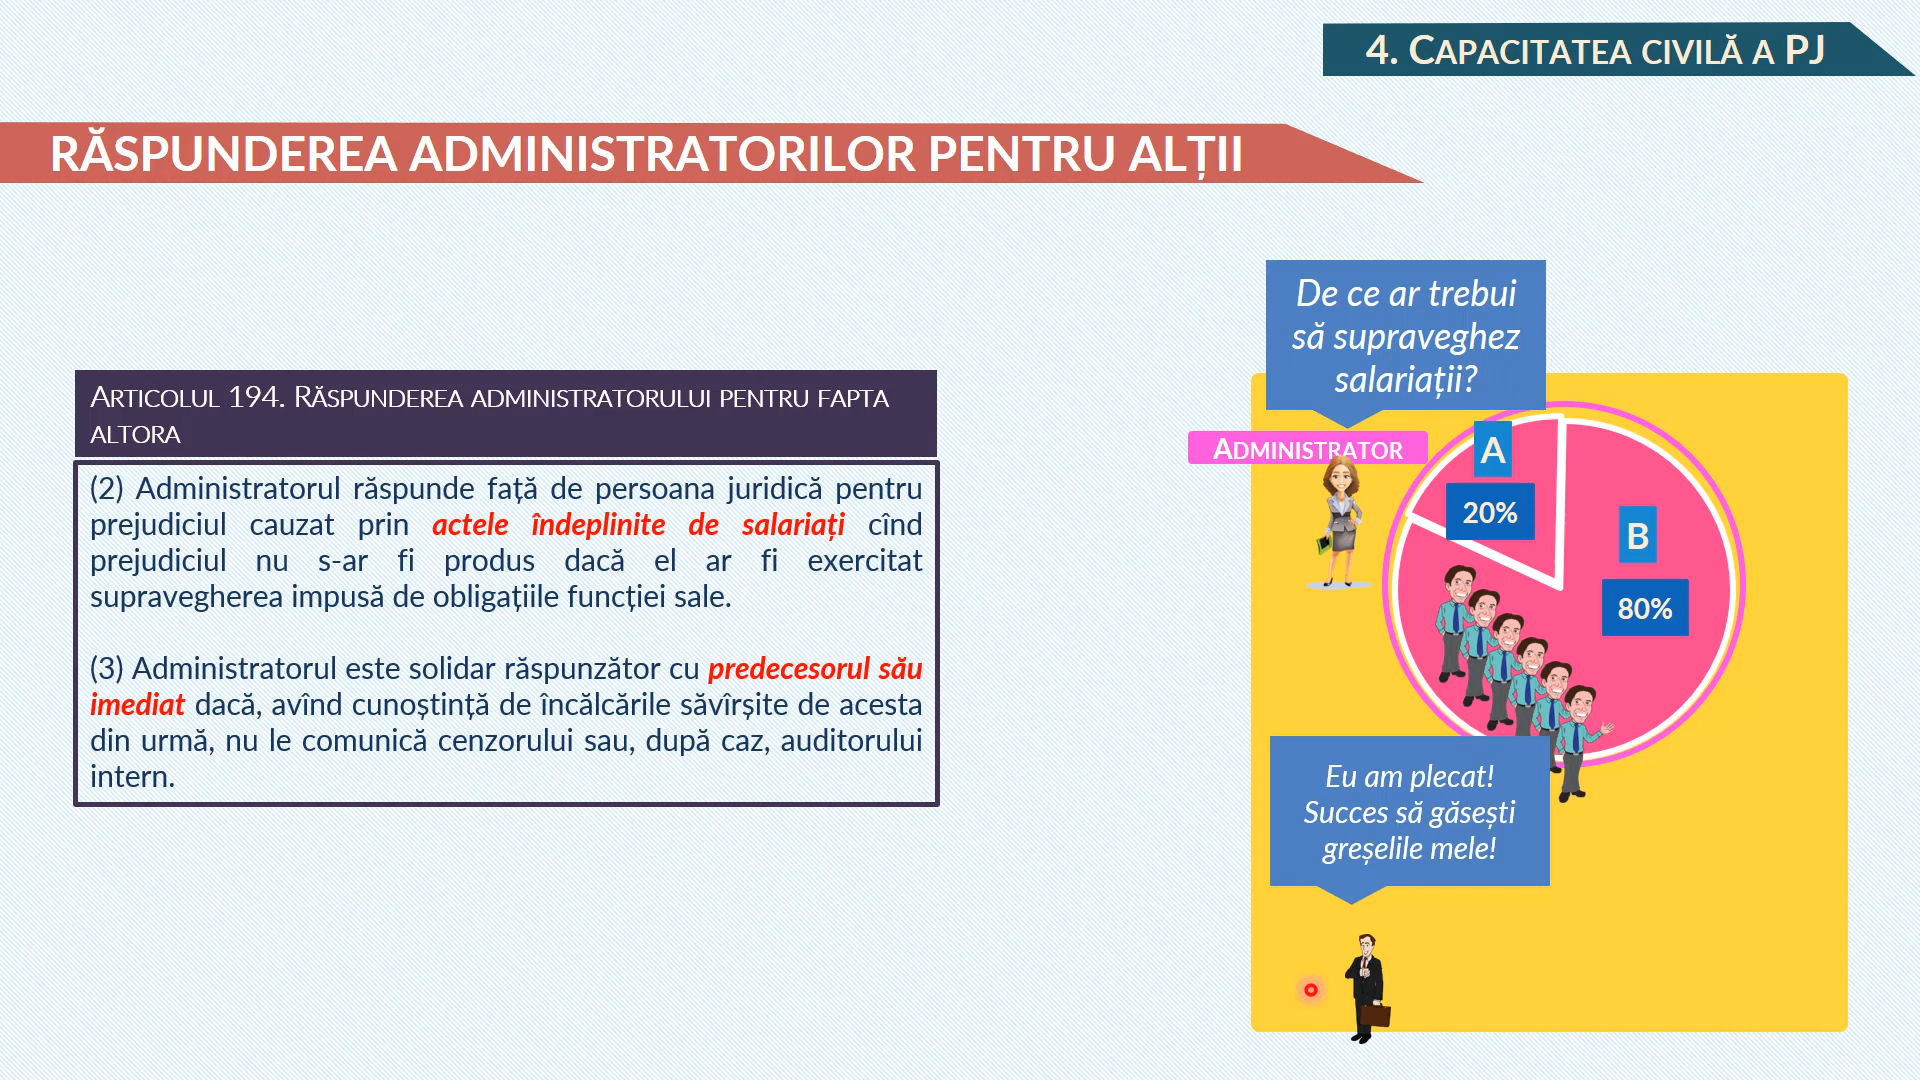 4. CAPACITATEA CIVILĂ A PJ
RĂSPUNDEREA ADMINISTRATORILOR PENTRU ALȚII
ARTICOLUL 194. RĂSPUNDEREA ADMINISTRATORULUI PENTRU FAPTA
ALTORA
(2) Administratorul răspunde față de persoana juridică pentru
prejudiciul cauzat prin actele îndeplinite de salariați cînd
prejudiciul nu s-ar fi produs dacă el ar fi exercitat
supravegherea impusă de obligațiile funcției sale.
(3) Administratorul este solidar răspunzător cu predecesorul său
imediat dacă, avînd cunoștință de încălcările săvîrșite de acesta
din urmă, nu le comunică cenzorului sau, după caz, auditorului
intern.
De ce ar trebui
să supraveghez
salariații?
ADMINISTRATOR
A
20%
B
80%
Eu am plecat!
Succes să găsești
greșelile mele!